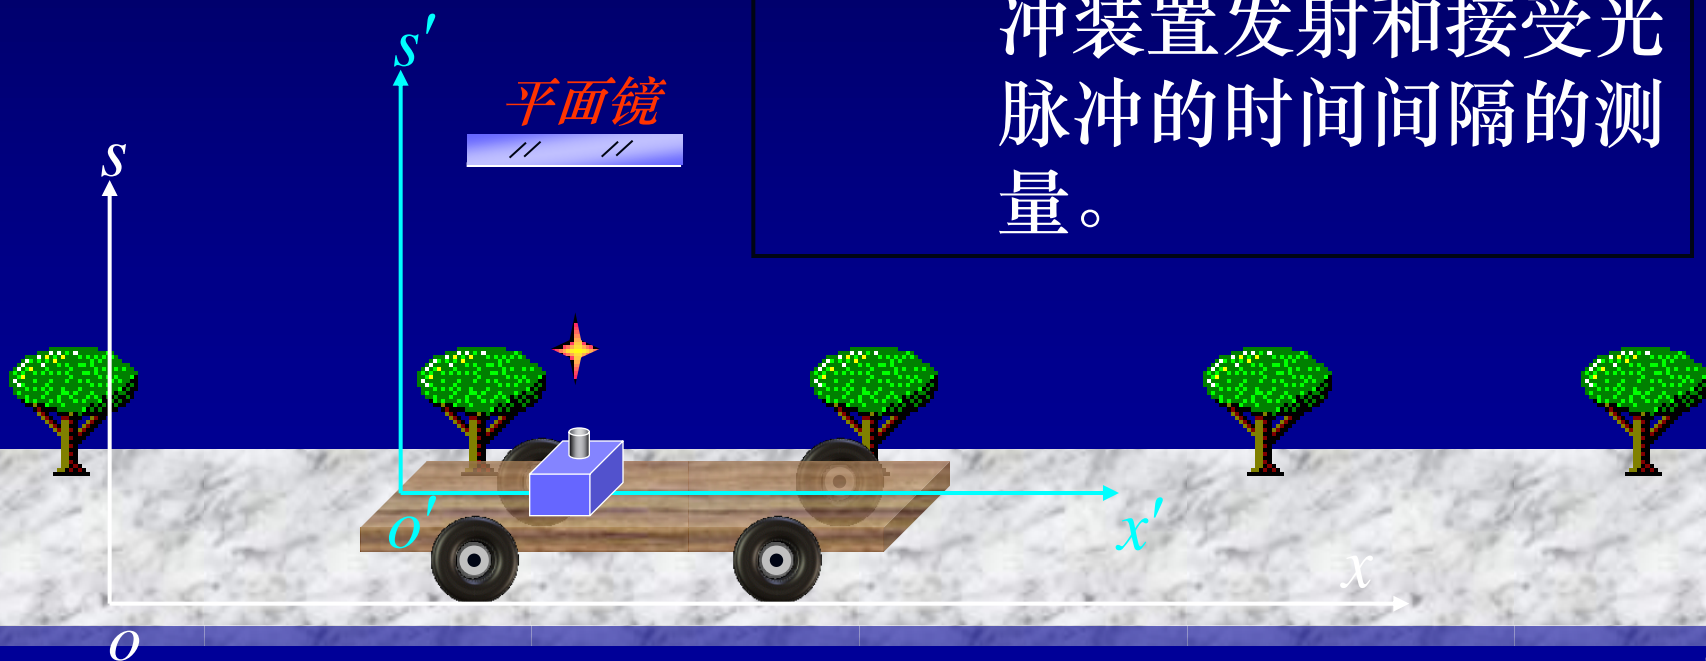 冲装置发射和接受光
脉冲的时间间隔的测
量。
s′
平面镜
s
o′
x′
x
o